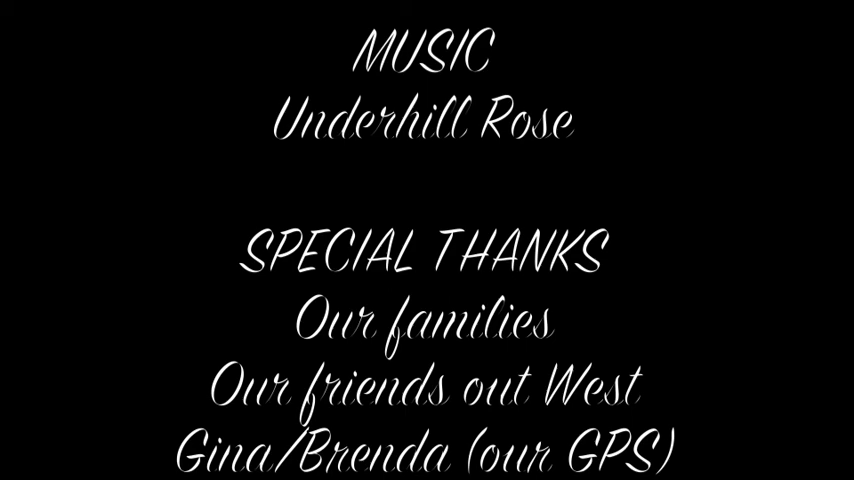 MUSIC
Underhill Rose
SPECIAL THANKS
Our families
Our friends out West
Gina/Brenda (our GPS)